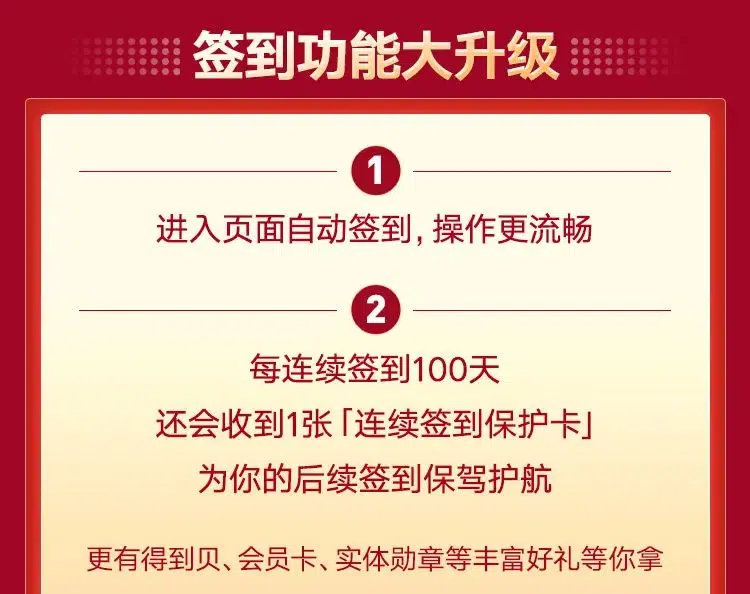 签到功能大升级
1
进入页面自动签到,操作更流畅
2
每连续签到100天
还会收到1张「连续签到保护卡」
为你的后续签到保驾护航
更有得到贝、会员卡、实体勋章等丰富好礼等你拿